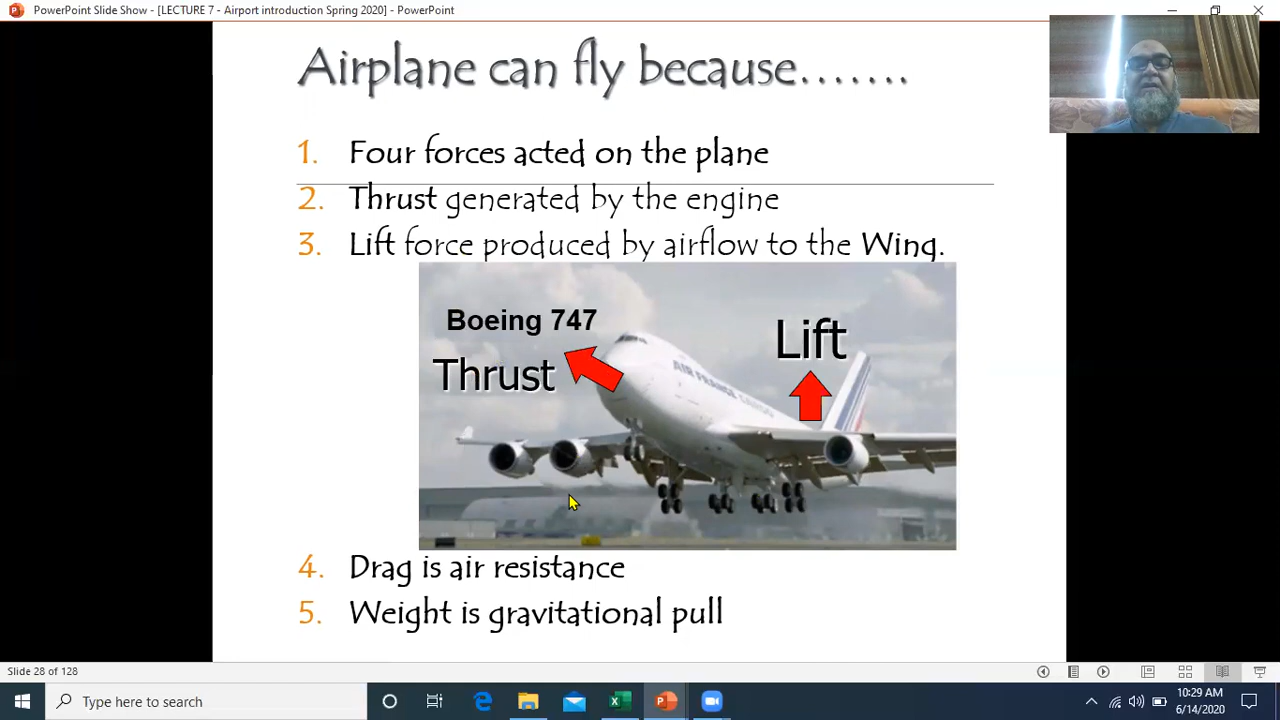 PowerPoint Slide Show - [LECTURE 7 - Airport introduction Spring 2020] - PowerPoint
Airplane can fly because.......
1. Four forces acted on the plane
2. Thrust generated by the engine
3. Lift force produced by airflow to the Wing.
Boeing 747
Thrust
Lift
AIR FRANCE CARGO
4. Drag is air resistance
5. Weight is gravitational pull
Slide 28 of 128
Type here to search
10:29 AM
6/14/2020